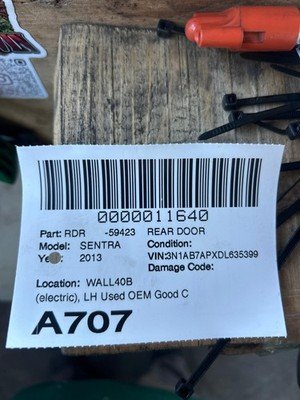 0000011640
Part: RDR -59423 REAR DOOR
Model: SENTRA Condition:
Year: 2013 VIN:3N1AB7APXDL635399
Damage Code:
Location: WALL40B
(electric), LH Used OEM Good C
A707